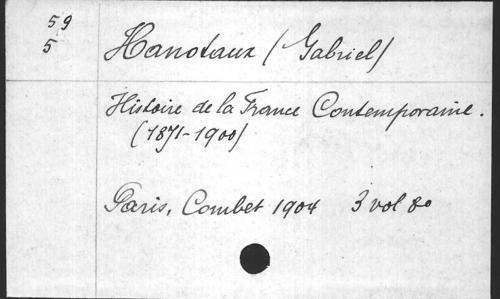 59
5
Hanotaux (Gabriel)
Histoire de la France Contemporaine.
(1871-1900)
Paris, Combet 1904 3 vol 8o